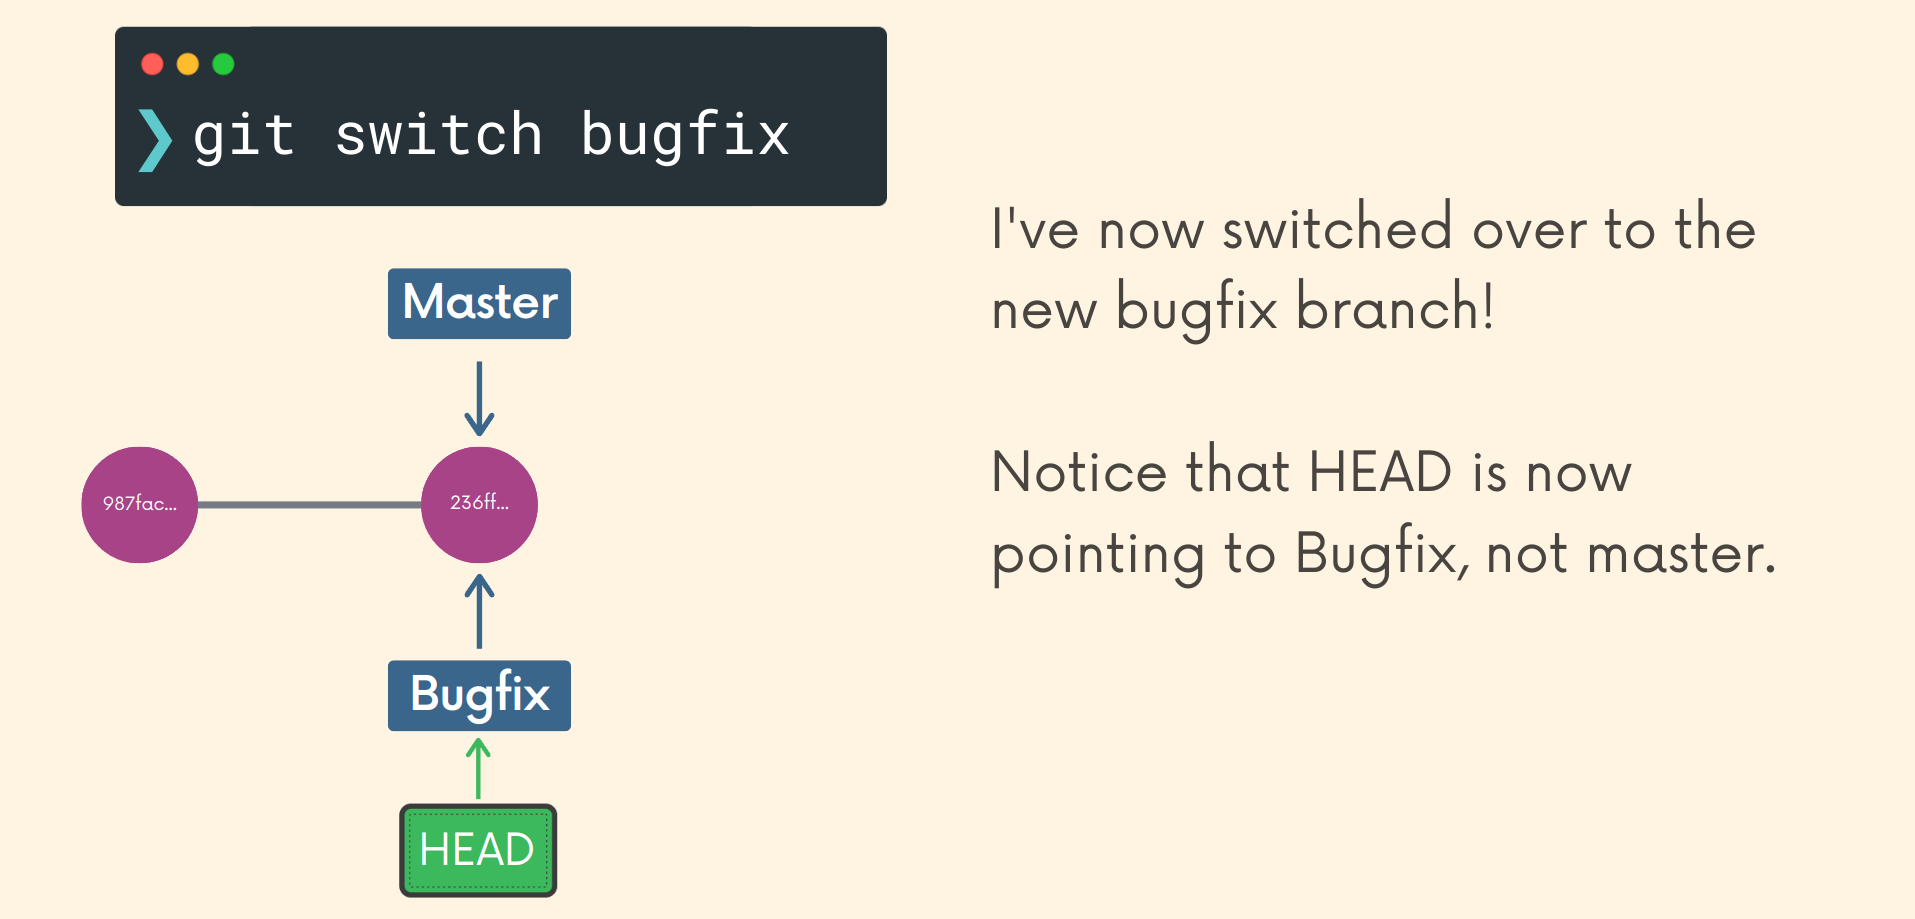 git switch bugfix
I've now switched over to the
new bugfix branch!
Notice that HEAD is now
pointing to Bugfix, not master.
Master
987fac...
236ff...
Bugfix
HEAD